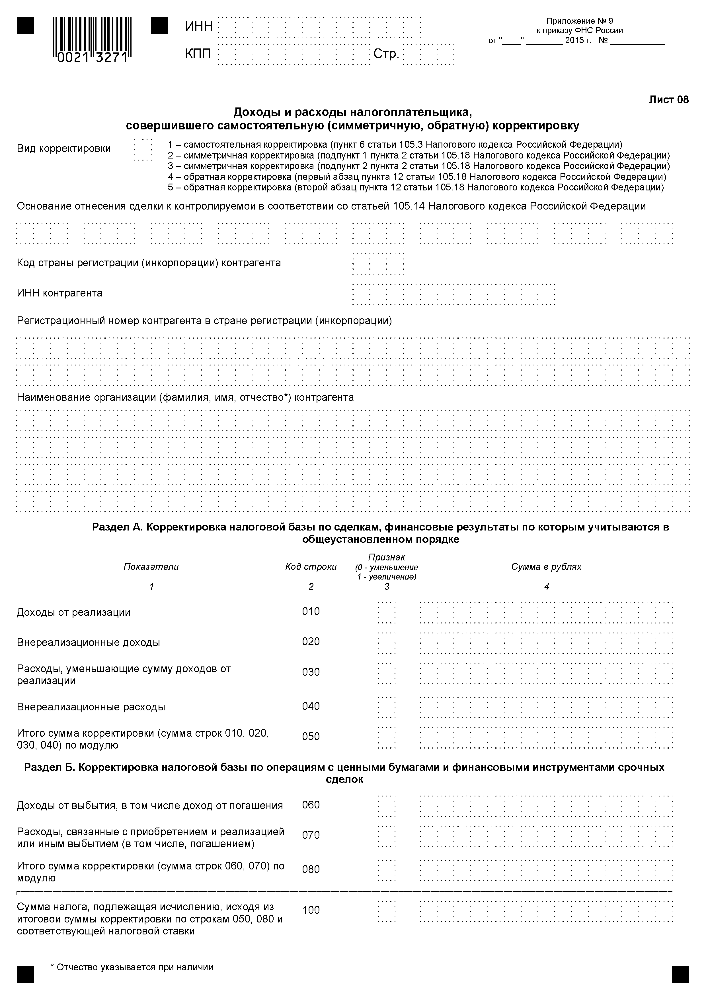 0021 3271
ИНН
КПП
Стр.
Приложение № 9
к приказу ФНС России
от "____" __________ 2015 г. № ___________
Лист 08
Доходы и расходы налогоплательщика,
совершившего самостоятельную (симметричную, обратную) корректировку
Вид корректировки
1 – самостоятельная корректировка (пункт 6 статьи 105.3 Налогового кодекса Российской Федерации)
2 – симметричная корректировка (подпункт 1 пункта 2 статьи 105.18 Налогового кодекса Российской Федерации)
3 – симметричная корректировка (подпункт 2 пункта 2 статьи 105.18 Налогового кодекса Российской Федерации)
4 – обратная корректировка (первый абзац пункта 12 статьи 105.18 Налогового кодекса Российской Федерации)
5 – обратная корректировка (второй абзац пункта 12 статьи 105.18 Налогового кодекса Российской Федерации)
Основание отнесения сделки к контролируемой в соответствии со статьей 105.14 Налогового кодекса Российской Федерации
Код страны регистрации (инкорпорации) контрагента
ИНН контрагента
Регистрационный номер контрагента в стране регистрации (инкорпорации)
Наименование организации (фамилия, имя, отчество*) контрагента
Раздел А. Корректировка налоговой базы по сделкам, финансовые результаты по которым учитываются в
общеустановленном порядке
Показатели
Код строки
Признак
(0 - уменьшение
1 - увеличение)
Сумма в рублях
1 2 3 4
Доходы от реализации 010
Внереализационные доходы 020
Расходы, уменьшающие сумму доходов от
реализации
030
Внереализационные расходы 040
Итого сумма корректировки (сумма строк 010, 020,
030, 040) по модулю
050
Раздел Б. Корректировка налоговой базы по операциям с ценными бумагами и финансовыми инструментами срочных
сделок
Доходы от выбытия, в том числе доход от погашения 060
Расходы, связанные с приобретением и реализацией
или иным выбытием (в том числе, погашением)
070
Итого сумма корректировки (сумма строк 060, 070) по
модулю
080
Сумма налога, подлежащая исчислению, исходя из
итоговой суммы корректировки по строкам 050, 080 и
соответствующей налоговой ставки
100
* Отчество указывается при наличии